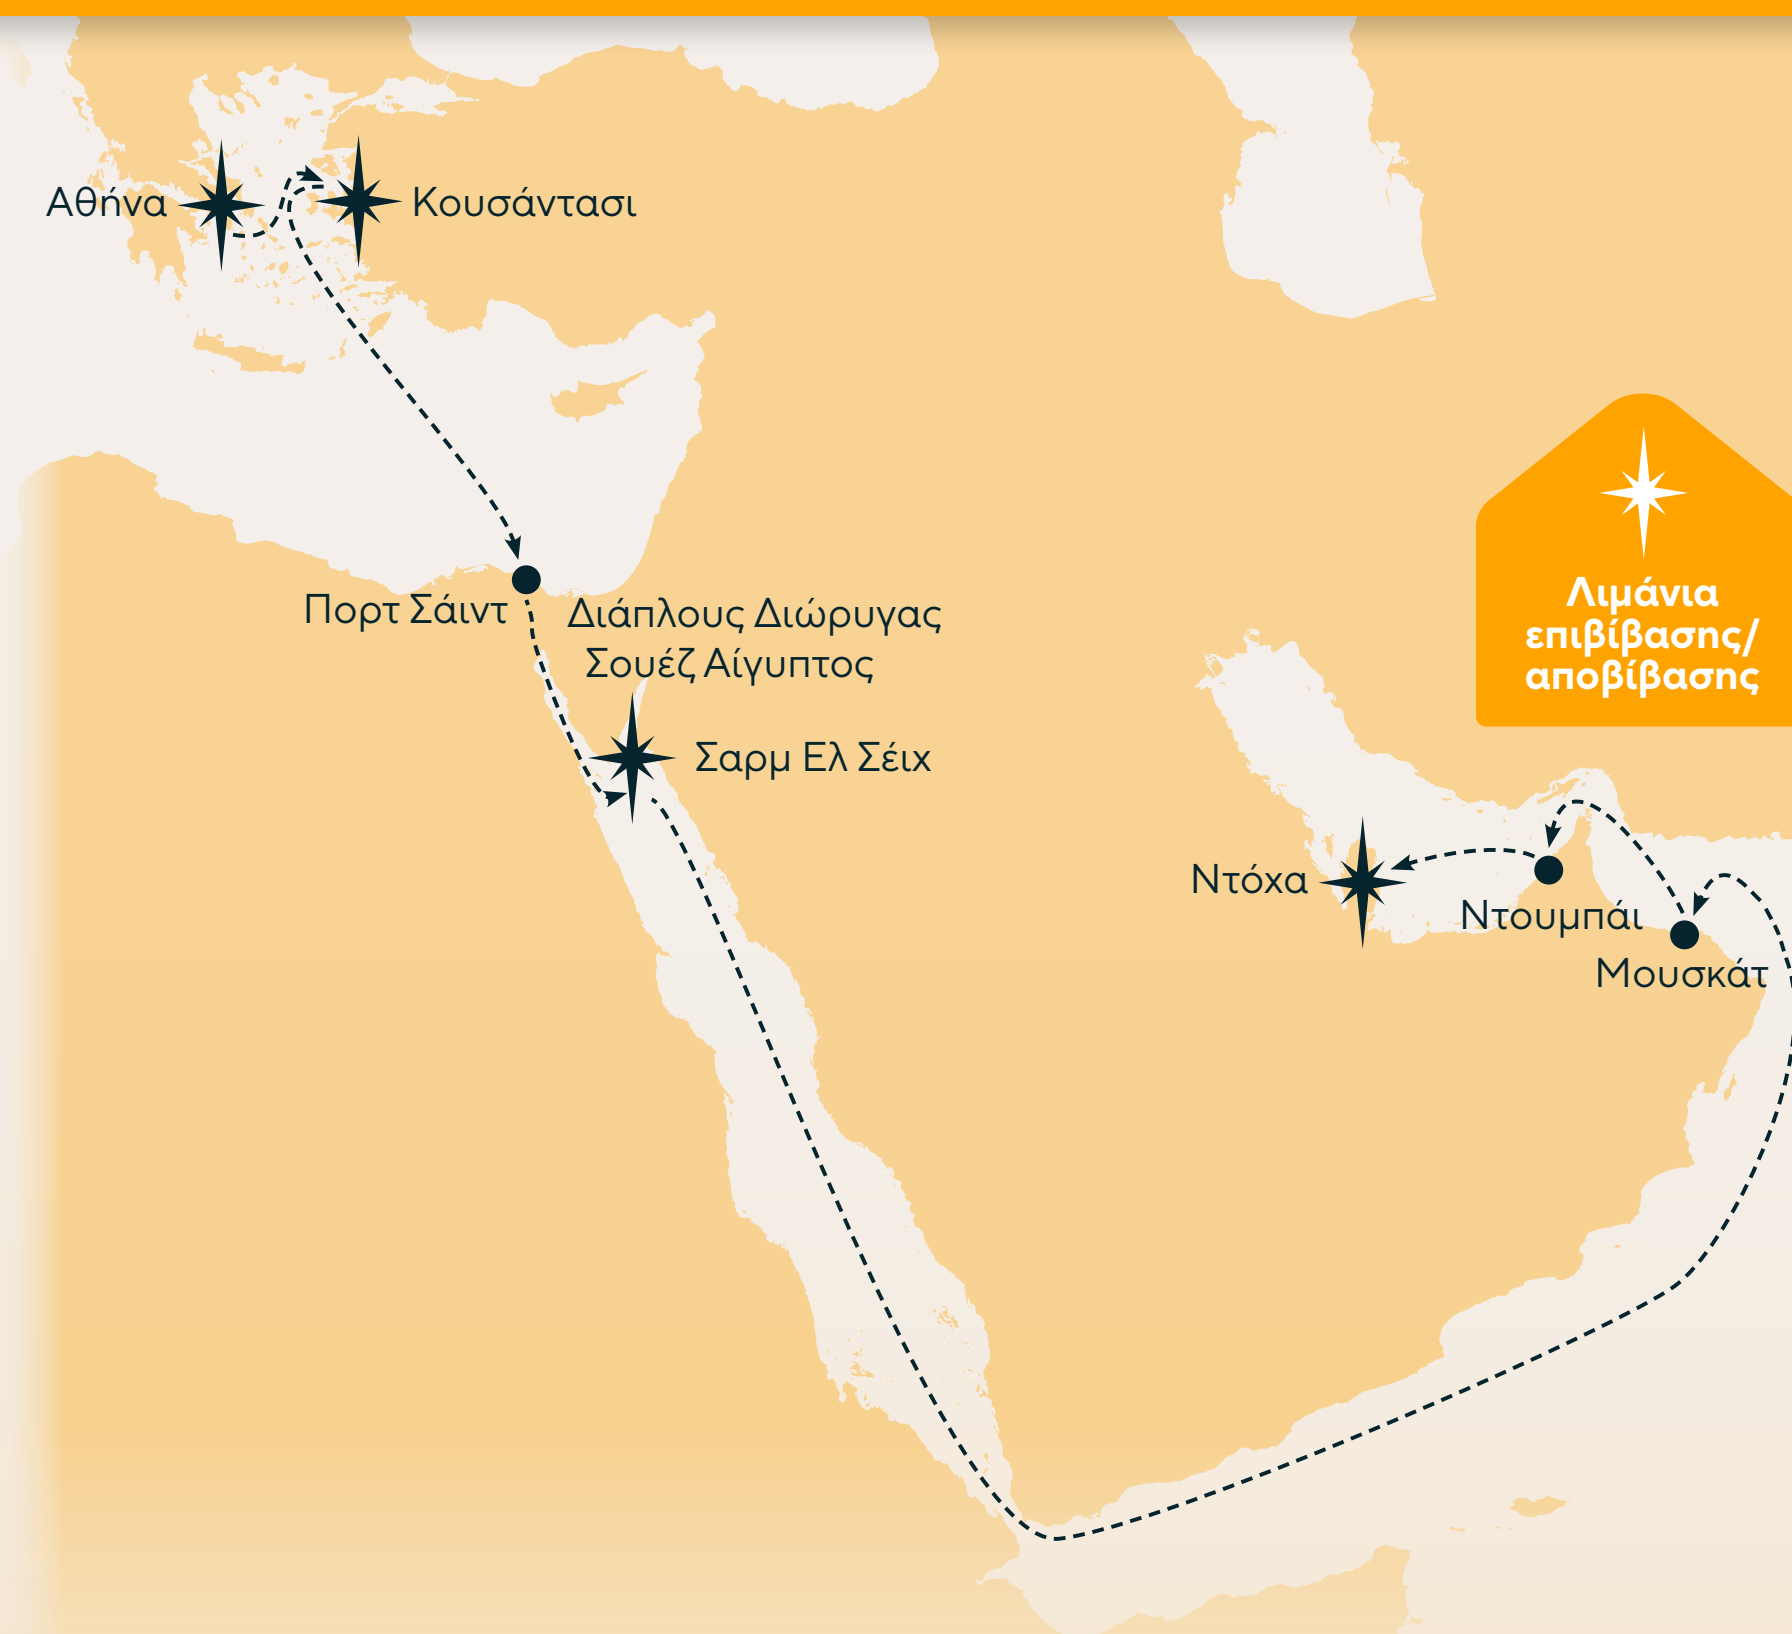 Αθήνα
Κουσάντασι
Πορτ Σάιντ
Διάπλους Διώρυγας
Σουέζ Αίγυπτος
Σαρμ Ελ Σέιχ
Λιμάνια
επιβίβασης/
αποβίβασης
Ντόχα
Ντουμπάι
Μουσκάτ